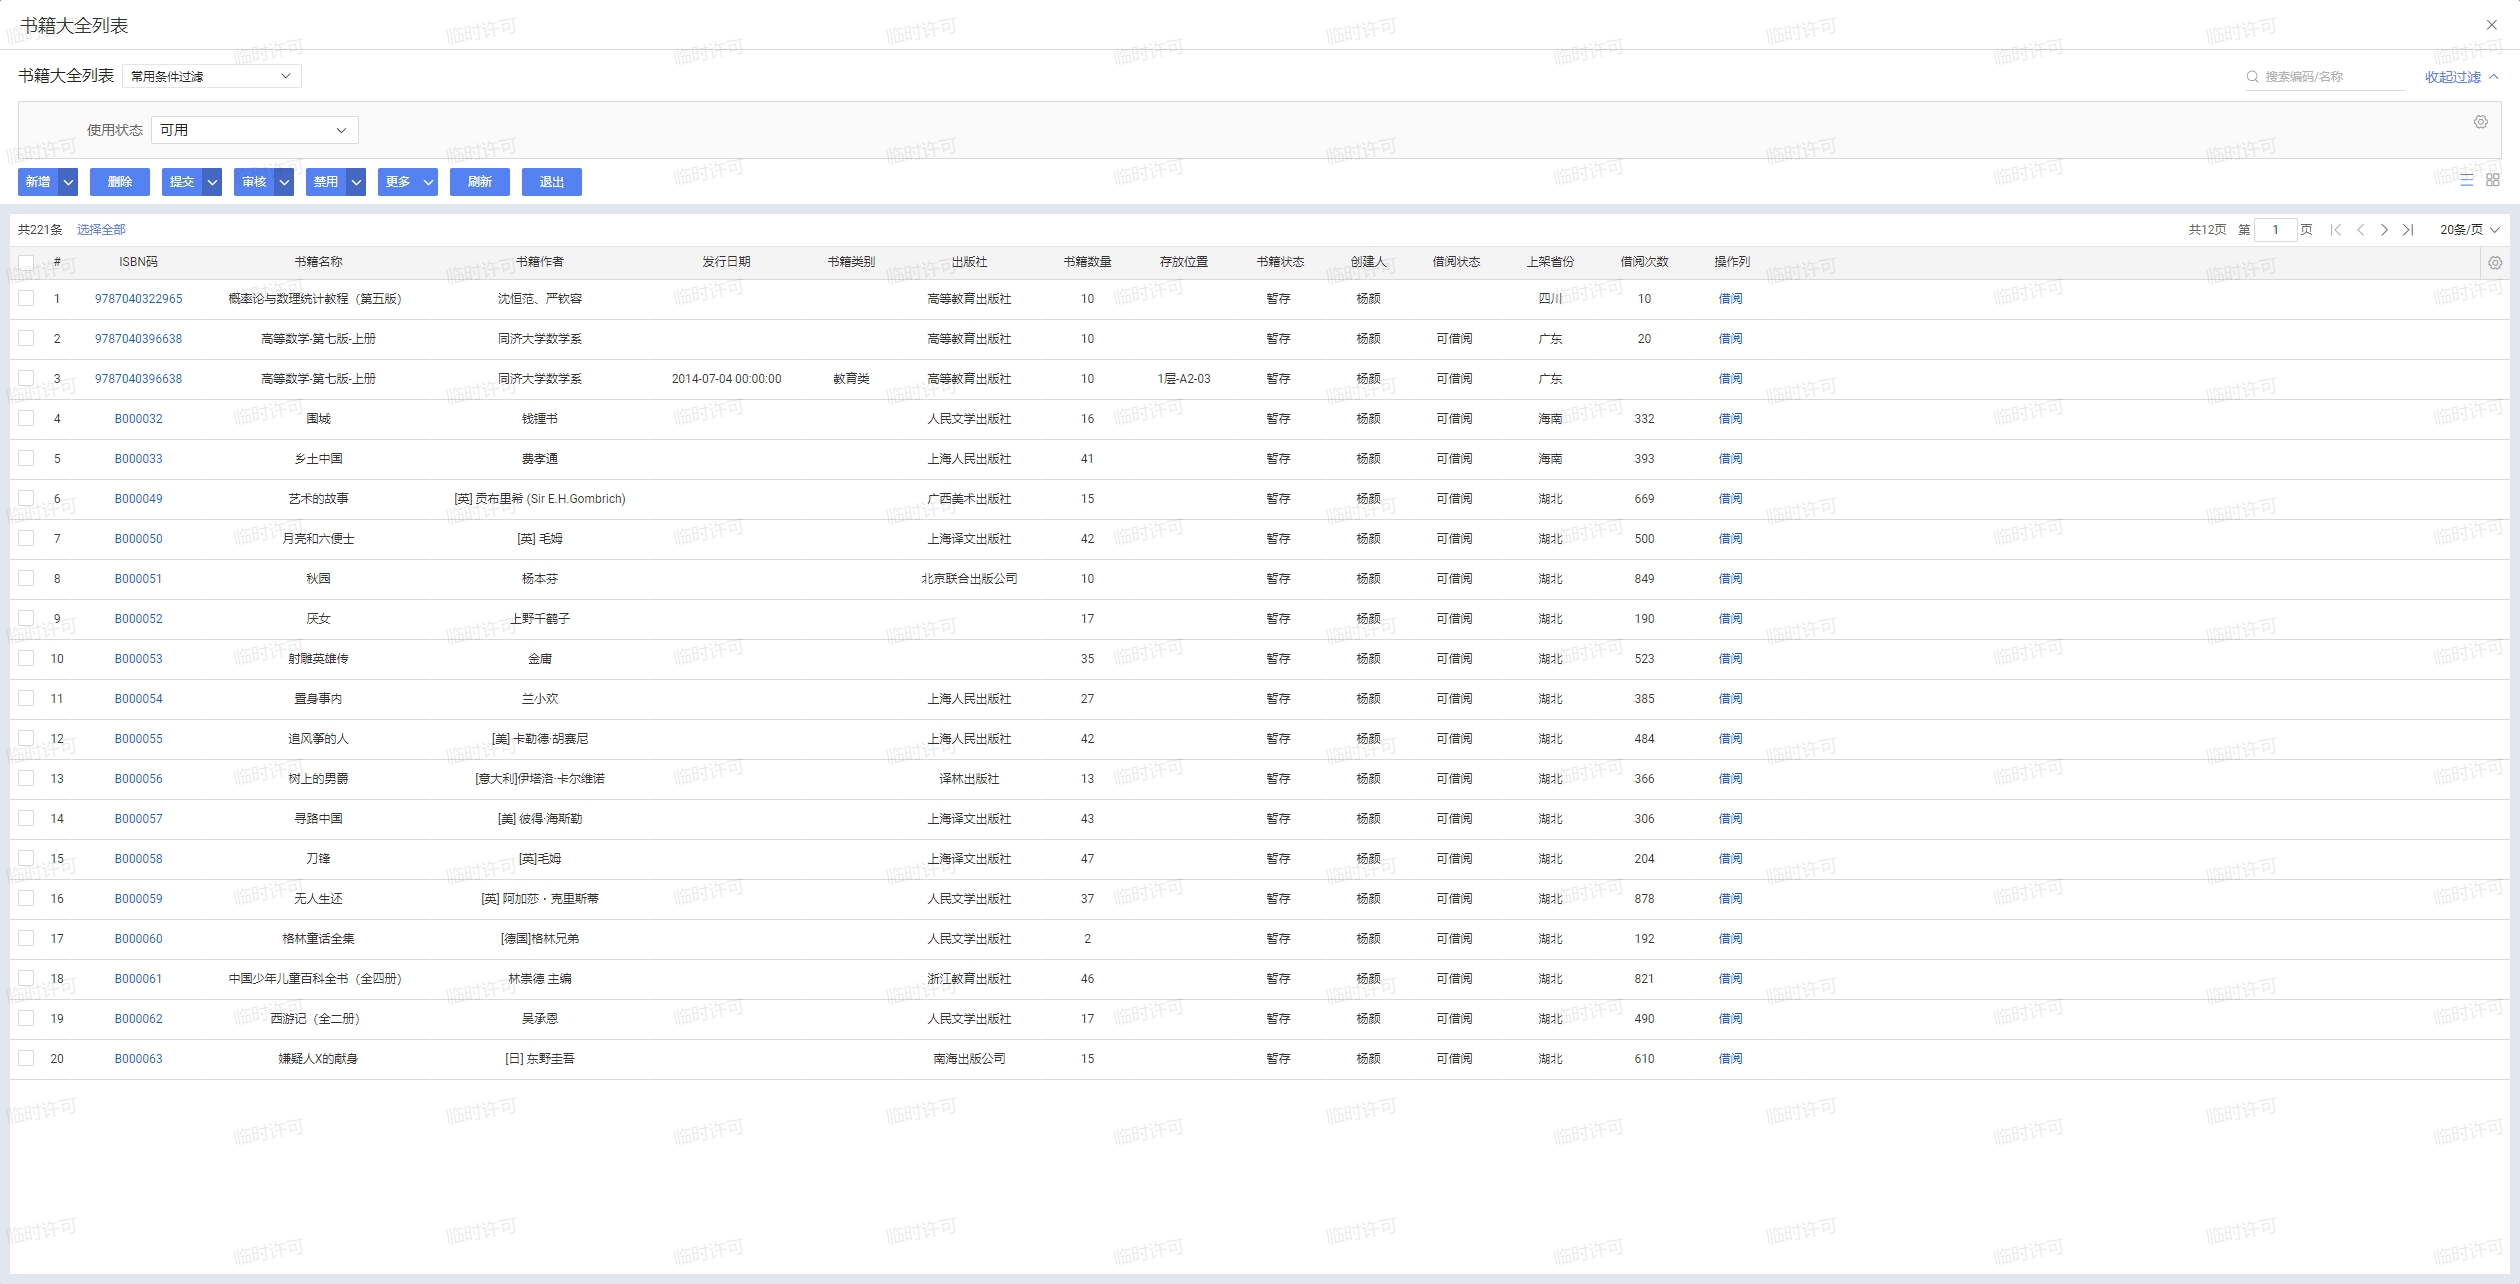 书籍大全列表
书籍大全列表 常用条件过滤 搜索编码/名称 收起过滤
使用状态 可用
新增 删除 提交 审核 禁用 更多 刷新 退出
共221条 选择全部 共12页 第 1 页 20条/页
# ISBN码 书籍名称 书籍作者 发行日期 书籍类别 出版社 书籍数量 存放位置 书籍状态 创建人 借阅状态 上架省份 借阅次数 操作列
1 9787040322965 概率论与数理统计教程（第五版） 沈恒范、严钦容 高等教育出版社 10 暂存 杨颜 四川 10 借阅
2 9787040396638 高等数学-第七版-上册 同济大学数学系 高等教育出版社 10 暂存 杨颜 可借阅 广东 20 借阅
3 9787040396638 高等数学-第七版-上册 同济大学数学系 2014-07-04 00:00:00 教育类 高等教育出版社 10 1层-A2-03 暂存 杨颜 可借阅 广东 借阅
4 B000032 围城 钱锺书 人民文学出版社 16 暂存 杨颜 可借阅 海南 332 借阅
5 B000033 乡土中国 费孝通 上海人民出版社 41 暂存 杨颜 可借阅 海南 393 借阅
6 B000049 艺术的故事 [英] 贡布里希 (Sir E.H.Gombrich) 广西美术出版社 15 暂存 杨颜 可借阅 湖北 669 借阅
7 B000050 月亮和六便士 [英] 毛姆 上海译文出版社 42 暂存 杨颜 可借阅 湖北 500 借阅
8 B000051 秋园 杨本芬 北京联合出版公司 10 暂存 杨颜 可借阅 湖北 849 借阅
9 B000052 厌女 上野千鹤子 17 暂存 杨颜 可借阅 湖北 190 借阅
10 B000053 射雕英雄传 金庸 35 暂存 杨颜 可借阅 湖北 523 借阅
11 B000054 置身事内 兰小欢 上海人民出版社 27 暂存 杨颜 可借阅 湖北 385 借阅
12 B000055 追风筝的人 [美] 卡勒德·胡赛尼 上海人民出版社 42 暂存 杨颜 可借阅 湖北 484 借阅
13 B000056 树上的男爵 [意大利]伊塔洛·卡尔维诺 译林出版社 13 暂存 杨颜 可借阅 湖北 366 借阅
14 B000057 寻路中国 [美] 彼得·海斯勒 上海译文出版社 43 暂存 杨颜 可借阅 湖北 306 借阅
15 B000058 刀锋 [英]毛姆 上海译文出版社 47 暂存 杨颜 可借阅 湖北 204 借阅
16 B000059 无人生还 [英] 阿加莎・克里斯蒂 人民文学出版社 37 暂存 杨颜 可借阅 湖北 878 借阅
17 B000060 格林童话全集 [德国]格林兄弟 人民文学出版社 2 暂存 杨颜 可借阅 湖北 192 借阅
18 B000061 中国少年儿童百科全书（全四册） 林崇德 主编 浙江教育出版社 46 暂存 杨颜 可借阅 湖北 821 借阅
19 B000062 西游记（全二册） 吴承恩 人民文学出版社 17 暂存 杨颜 可借阅 湖北 490 借阅
20 B000063 嫌疑人X的献身 [日] 东野圭吾 南海出版公司 15 暂存 杨颜 可借阅 湖北 610 借阅
临时许可